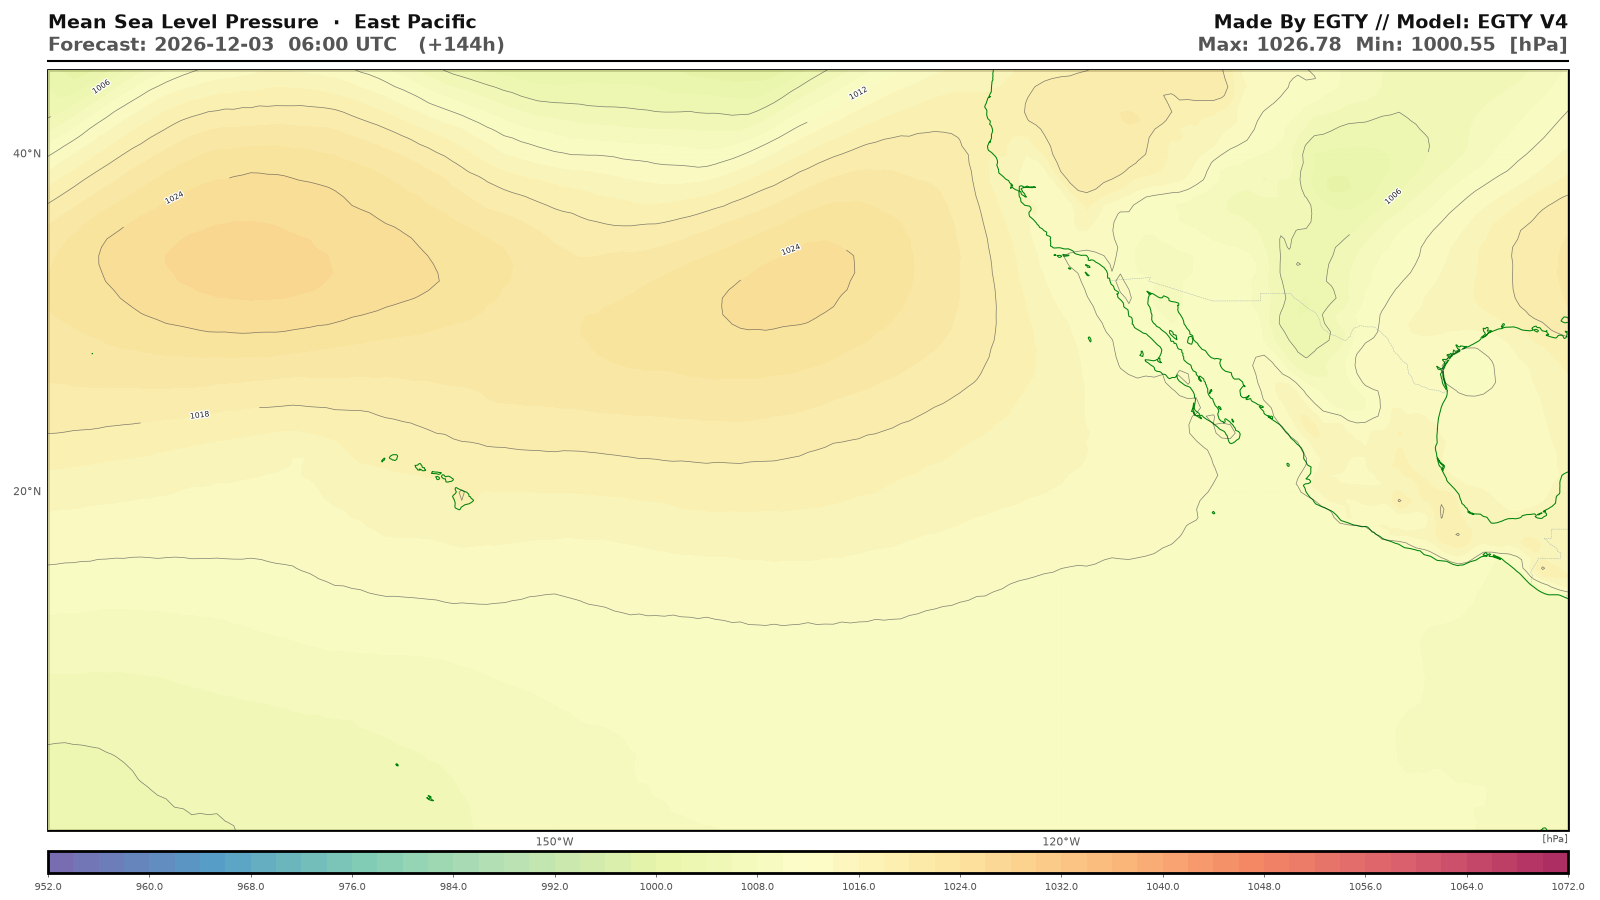 Mean Sea Level Pressure · East Pacific
Made By EGTY // Model: EGTY V4
Forecast: 2026-12-03 06:00 UTC (+144h)
Max: 1026.78 Min: 1000.55 [hPa]
1006
1012
40°N
1024
1006
1024
1018
20°N
150°W
120°W
[hPa]
952.0
960.0
968.0
976.0
984.0
992.0
1000.0
1008.0
1016.0
1024.0
1032.0
1040.0
1048.0
1056.0
1064.0
1072.0